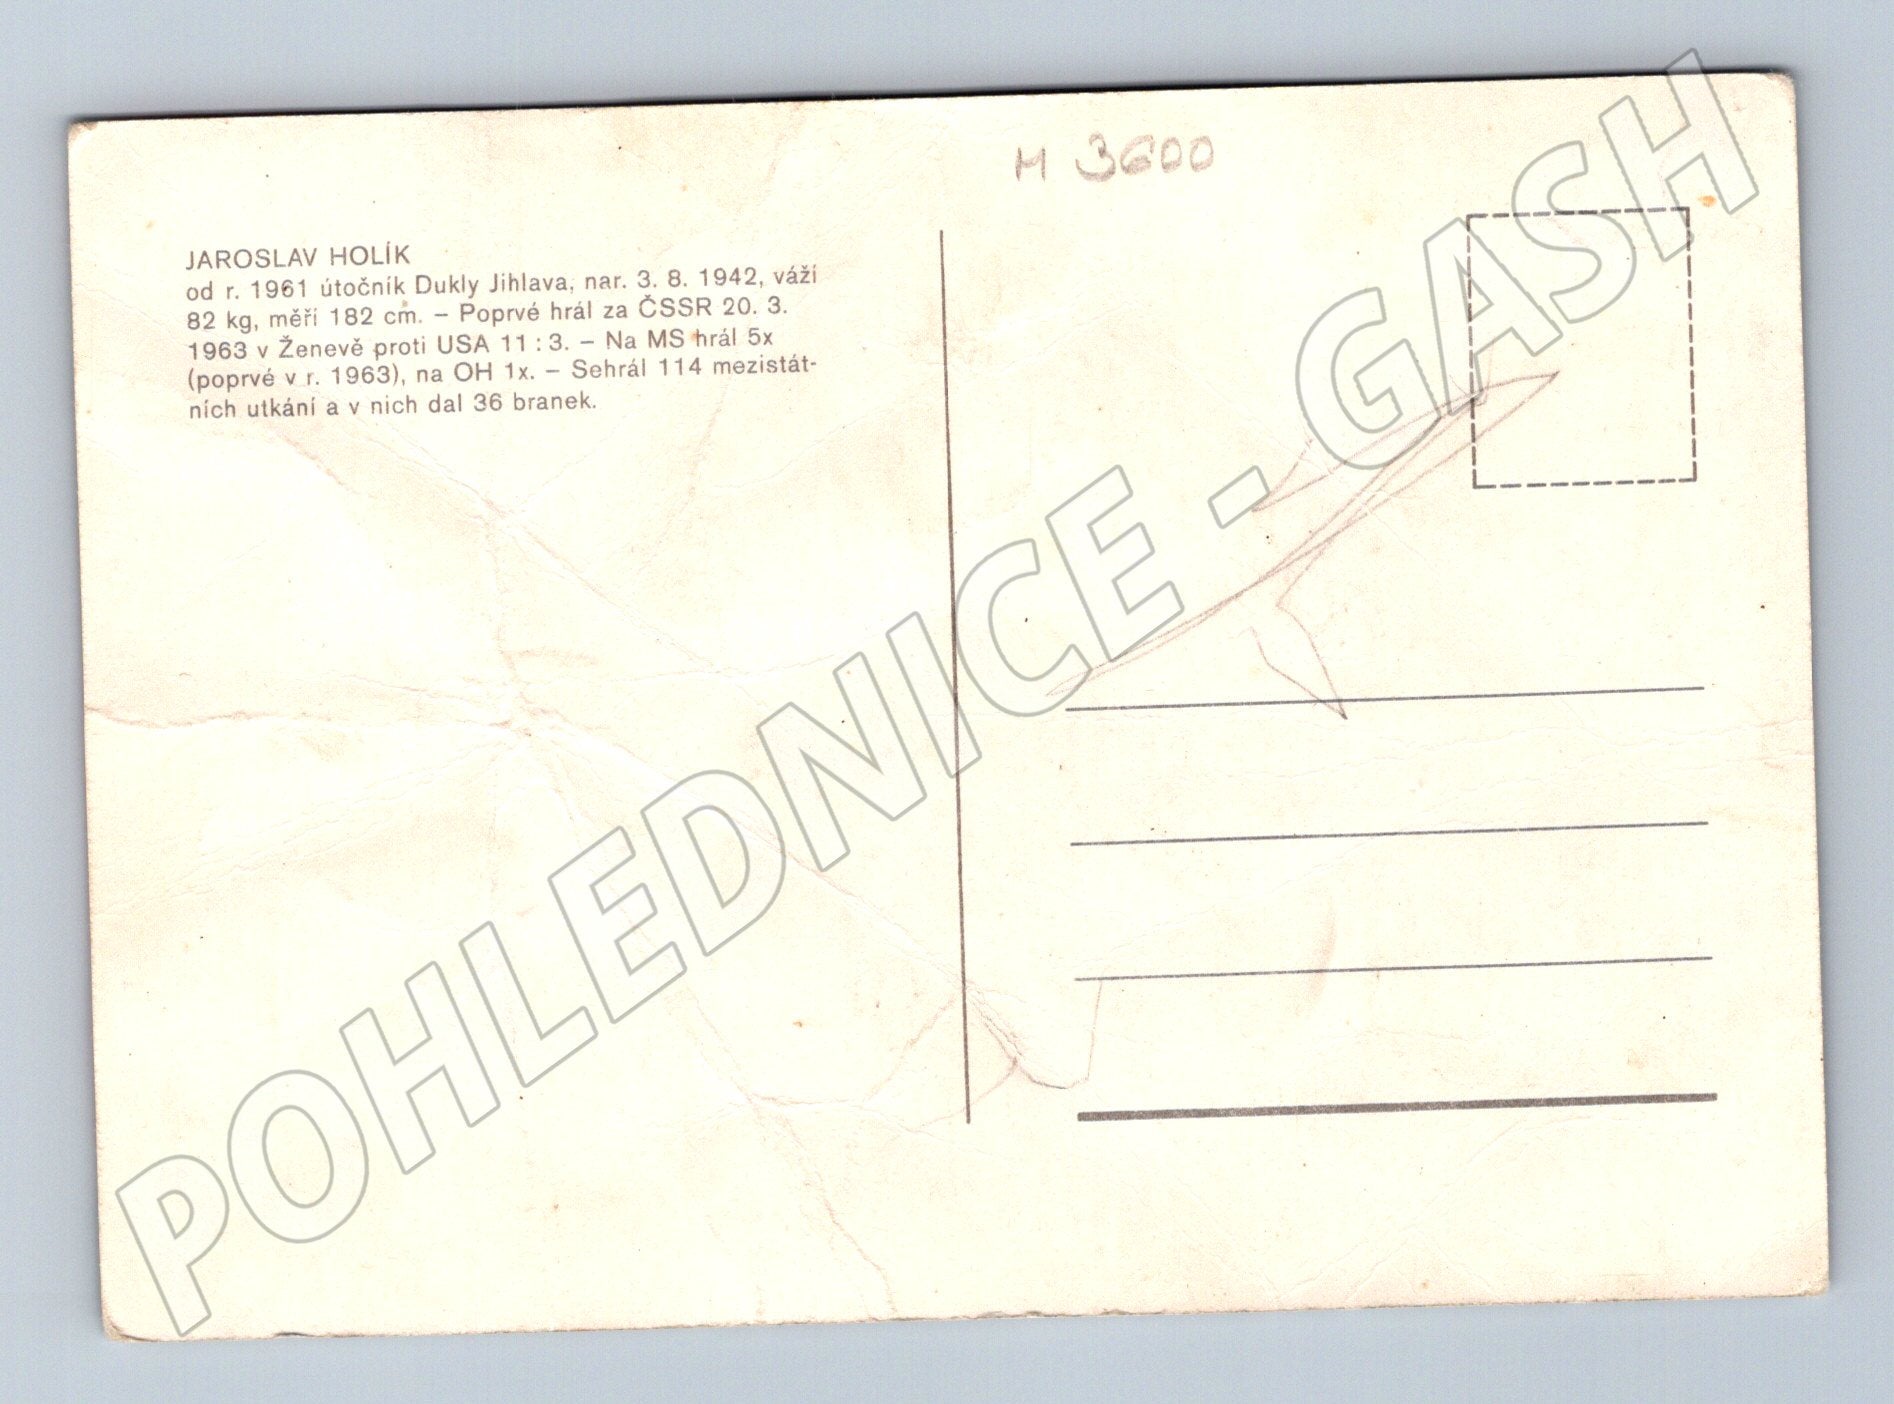 M 3600
JAROSLAV HOLÍK
od r. 1961 útočník Dukly Jihlava, nar. 3. 8. 1942, váží
82 kg, měří 182 cm. – Poprvé hrál za ČSSR 20. 3.
1963 v Ženevě proti USA 11 : 3. – Na MS hrál 5x
(poprvé v r. 1963), na OH 1x. – Sehrál 114 mezistát-
ních utkání a v nich dal 36 branek.
POHLEDNICE - GASH